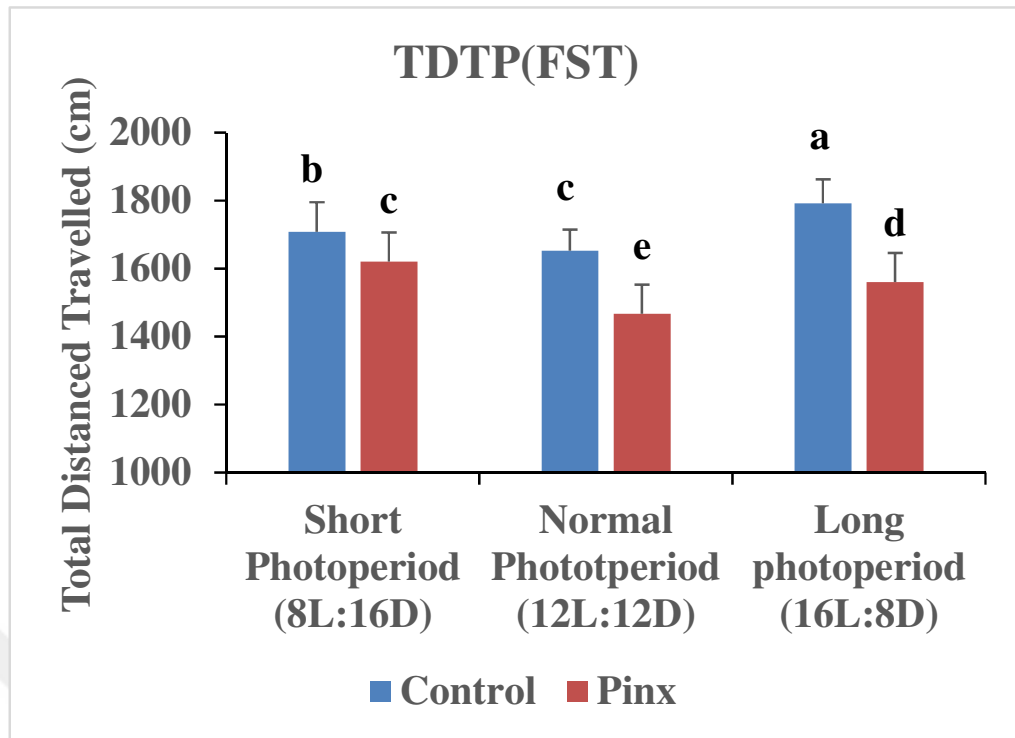 TDTP(FST)
Total Distanced Travelled (cm)
2000
1800
1600
1400
1200
1000
b
c
c
e
a
d
Short
Photoperiod
(8L:16D)
Normal
Phototperiod
(12L:12D)
Long
photoperiod
(16L:8D)
Control
Pinx